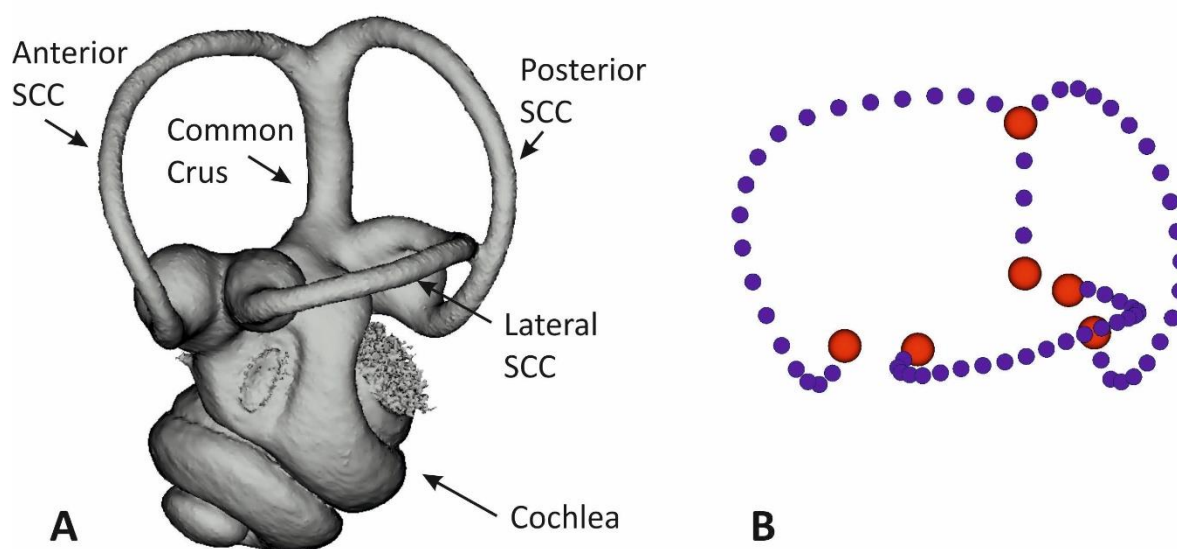 Anterior
SCC
Common
Crus
Posterior
SCC
Lateral
SCC
Cochlea
A
B